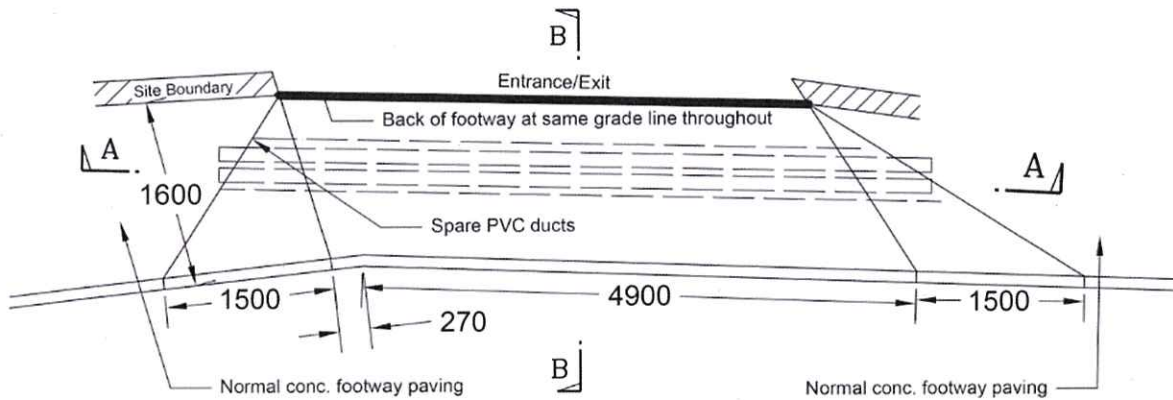 B
Entrance/Exit
Site Boundary
Back of footway at same grade line throughout
A
A
1600
Spare PVC ducts
1500
4900
1500
270
B
Normal conc. footway paving
Normal conc. footway paving